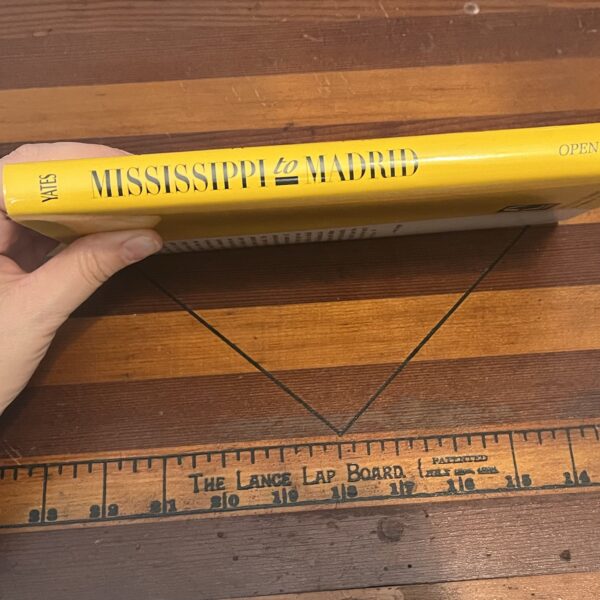 YATES MISSISSIPPI to MADRID OPEN
THE LANCE LAP BOARD. PATENTED
23 22 21 20 19 18 17 16 15 14